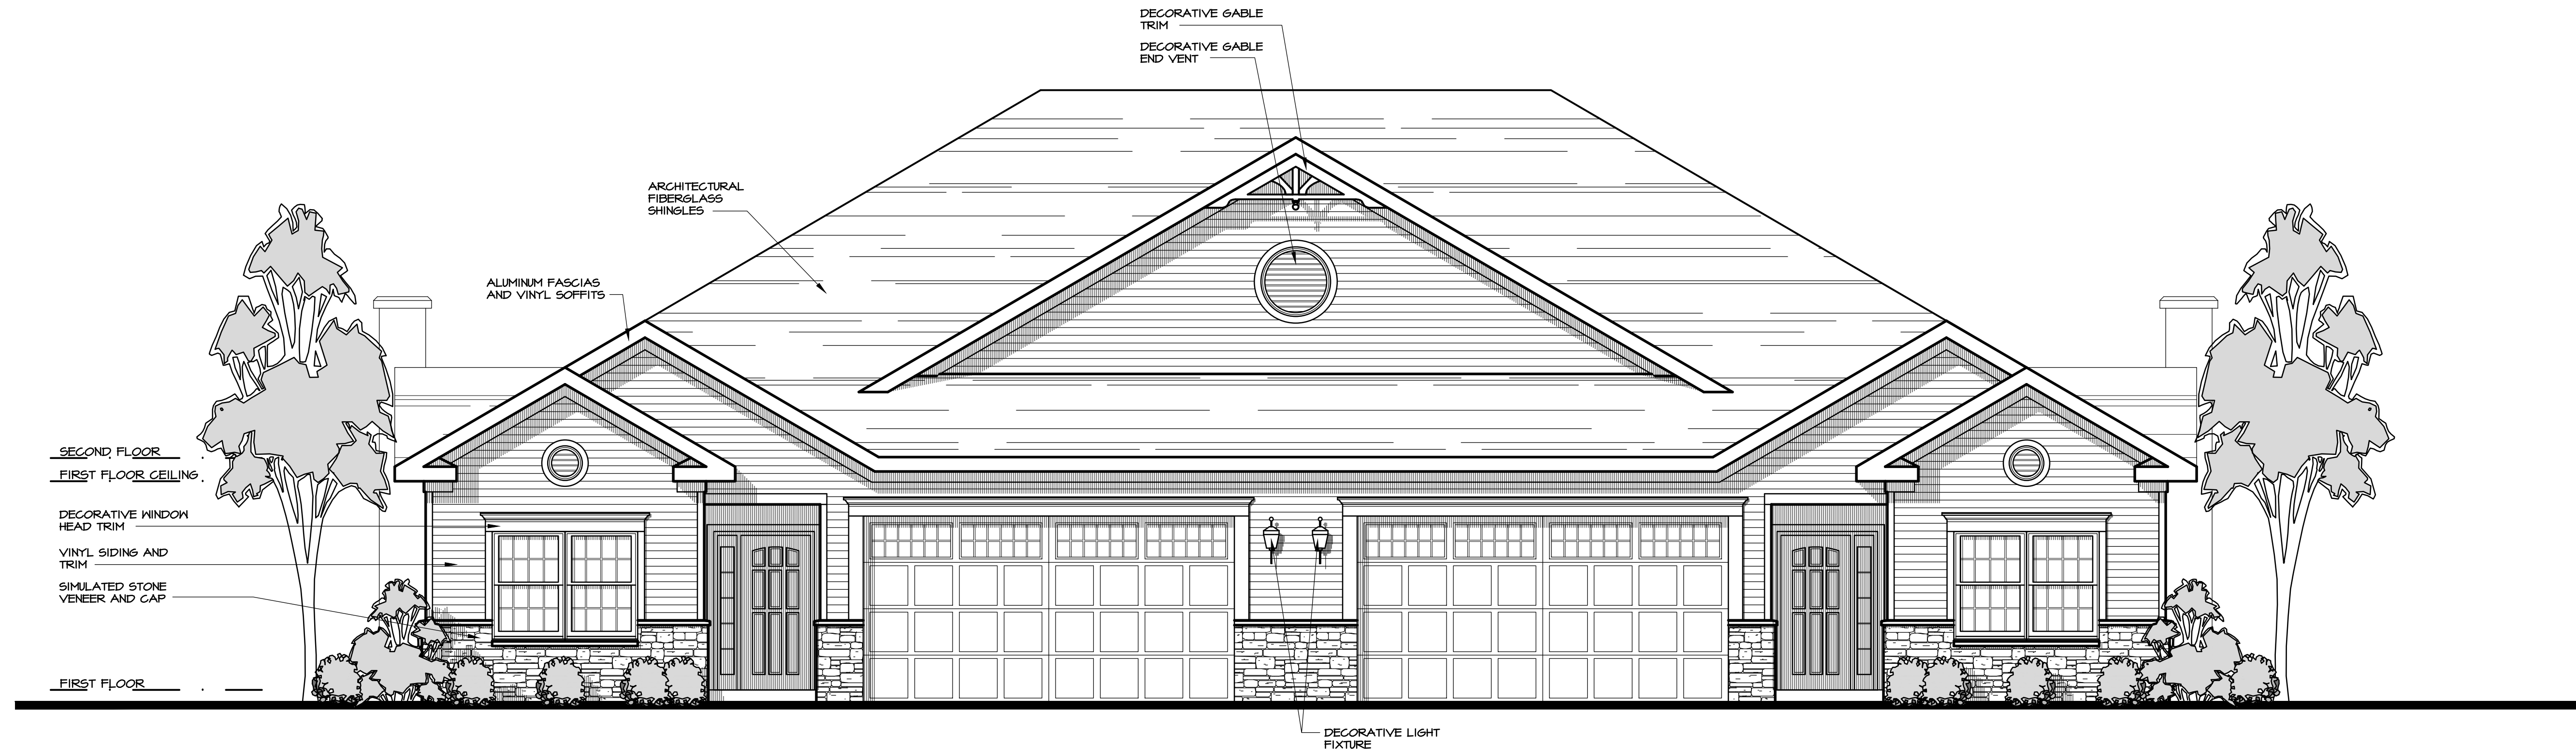 DECORATIVE GABLE
TRIM
DECORATIVE GABLE
END VENT
ARCHITECTURAL
FIBERGLASS
SHINGLES
ALUMINUM FASCIAS
AND VINYL SOFFITS
SECOND FLOOR
FIRST FLOOR CEILING
DECORATIVE WINDOW
HEAD TRIM
VINYL SIDING AND
TRIM
SIMULATED STONE
VENEER AND CAP
FIRST FLOOR
DECORATIVE LIGHT
FIXTURE